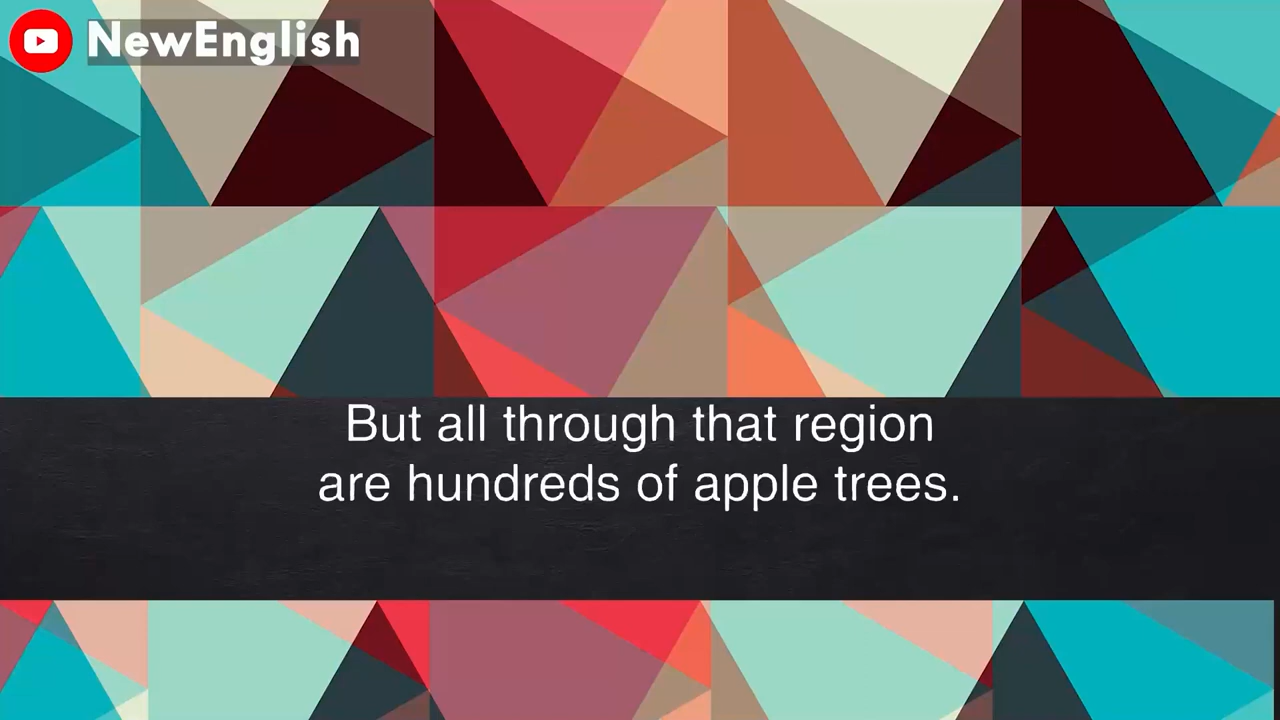 NewEnglish
But all through that region
are hundreds of apple trees.